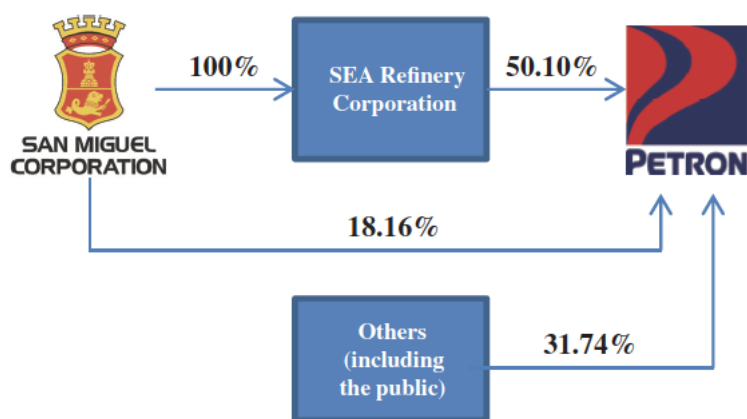 100%
SEA Refinery
Corporation
50.10%
SAN MIGUEL
CORPORATION
PETRON
18.16%
Others
(including
the public)
31.74%